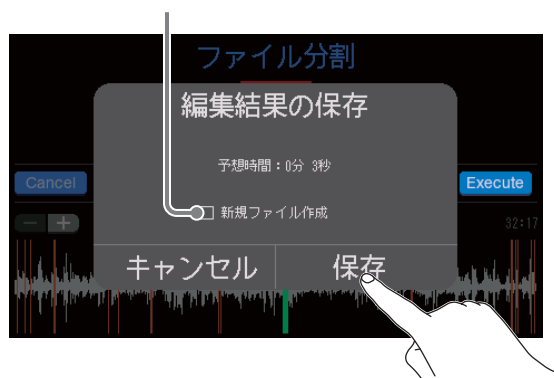 ファイル分割
編集結果の保存
予想時間：0分 3秒
Cancel
Execute
新規ファイル作成
− +
32:17
キャンセル
保存